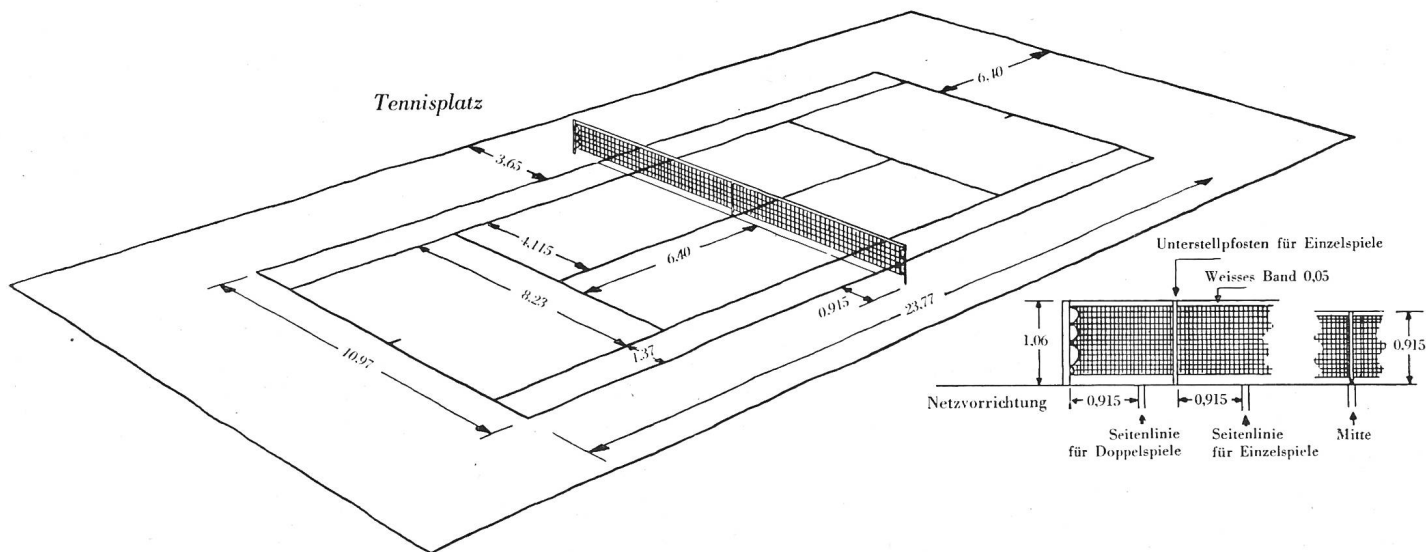 Tennisplatz
6.40
3.65
4.115
6.40
8.23
0.915
23.77
1.37
10.97
Unterstellpfosten für Einzelspiele
Weisses Band 0,05
1.06
0,915
Netzvorrichtung
0,915
0,915
Seitenlinie
für Doppelspiele
Seitenlinie
für Einzelspiele
Mitte